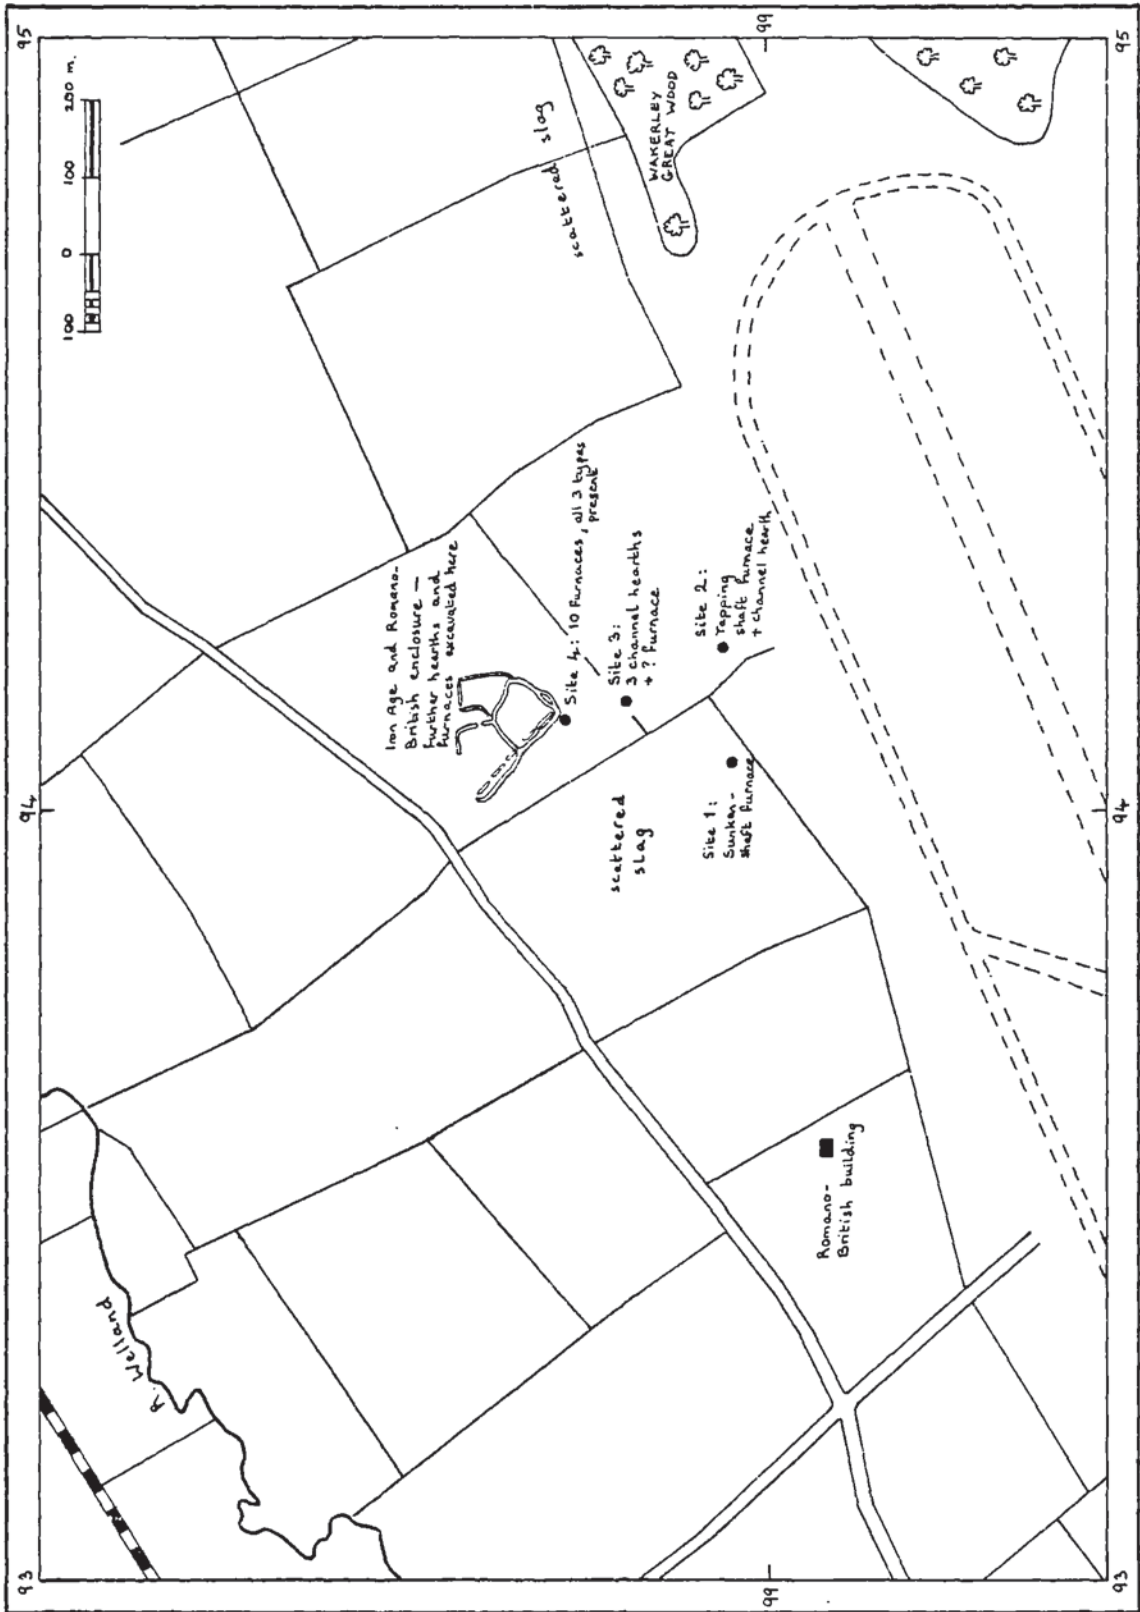 93
94
95
100 0 100 200 m.
R. Welland
Iron Age and Romano-
British enclosure —
further hearths and
furnaces excavated here
scattered slag
Site 4: 10 furnaces, all 3 types
present
Site 3:
3 channel hearths
+ ? furnace
scattered
slag
WAKERLEY
GREAT WOOD
Site 2:
Tapping
shaft furnace
+ channel hearth
Site 1:
Sunken-
shaft furnace
99
99
Romano-
British building
93
94
95